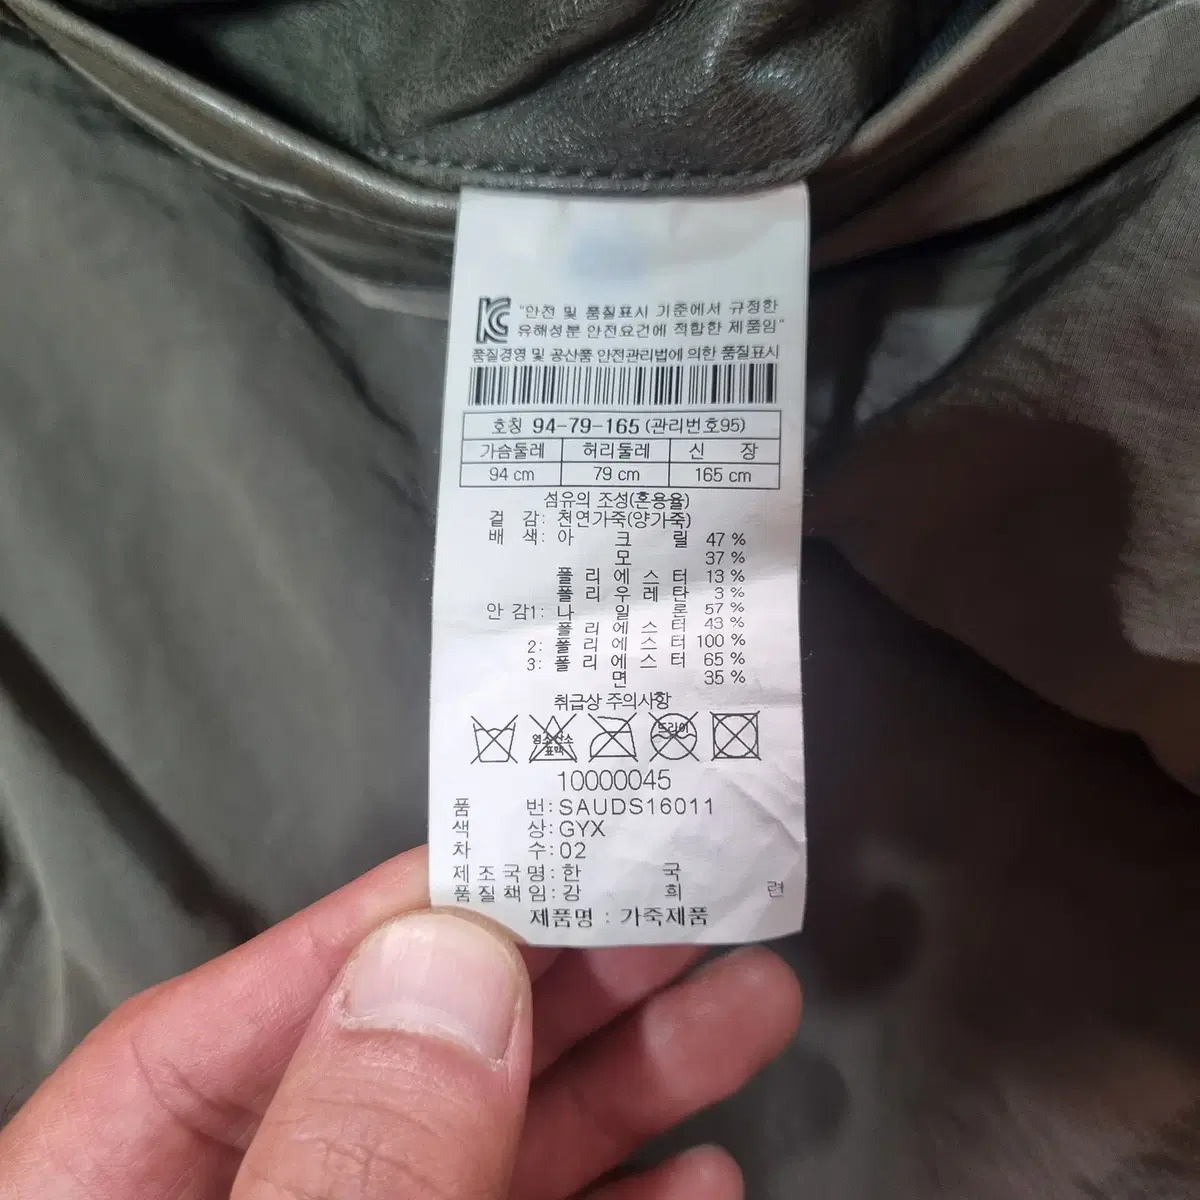 KC "안전 및 품질표시 기준에서 규정한
유해성분 안전요건에 적합한 제품임"
품질경영 및 공산품 안전관리법에 의한 품질표시
호칭 94-79-165 (관리번호95)
가슴둘레 허리둘레 신 장
94 cm 79 cm 165 cm
섬유의 조성(혼용율)
겉 감: 천연가죽(양가죽)
배 색: 아 크 릴 47 %
모 37 %
폴 리 에 스 터 13 %
폴 리 우 레 탄 3 %
안 감1: 나 일 론 57 %
폴 리 에 스 터 43 %
2: 폴 리 에 스 터 100 %
3: 폴 리 에 스 터 65 %
면 35 %
취급상 주의사항
염소산소 드라이
표백
10000045
품 번: SAUDS16011
색 상: GYX
차 수: 02
제 조 국 명: 한 국
품 질 책 임: 강 희 련
제품명 : 가죽제품